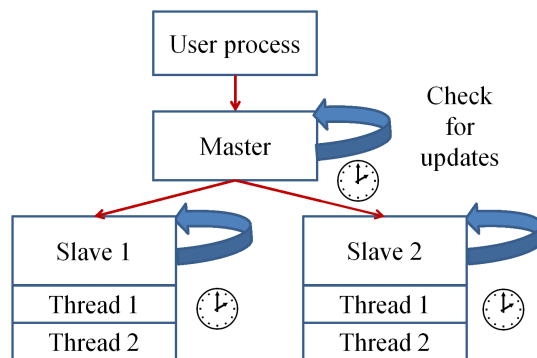 User process
Master
Check
for
updates
Slave 1
Thread 1
Thread 2
Slave 2
Thread 1
Thread 2